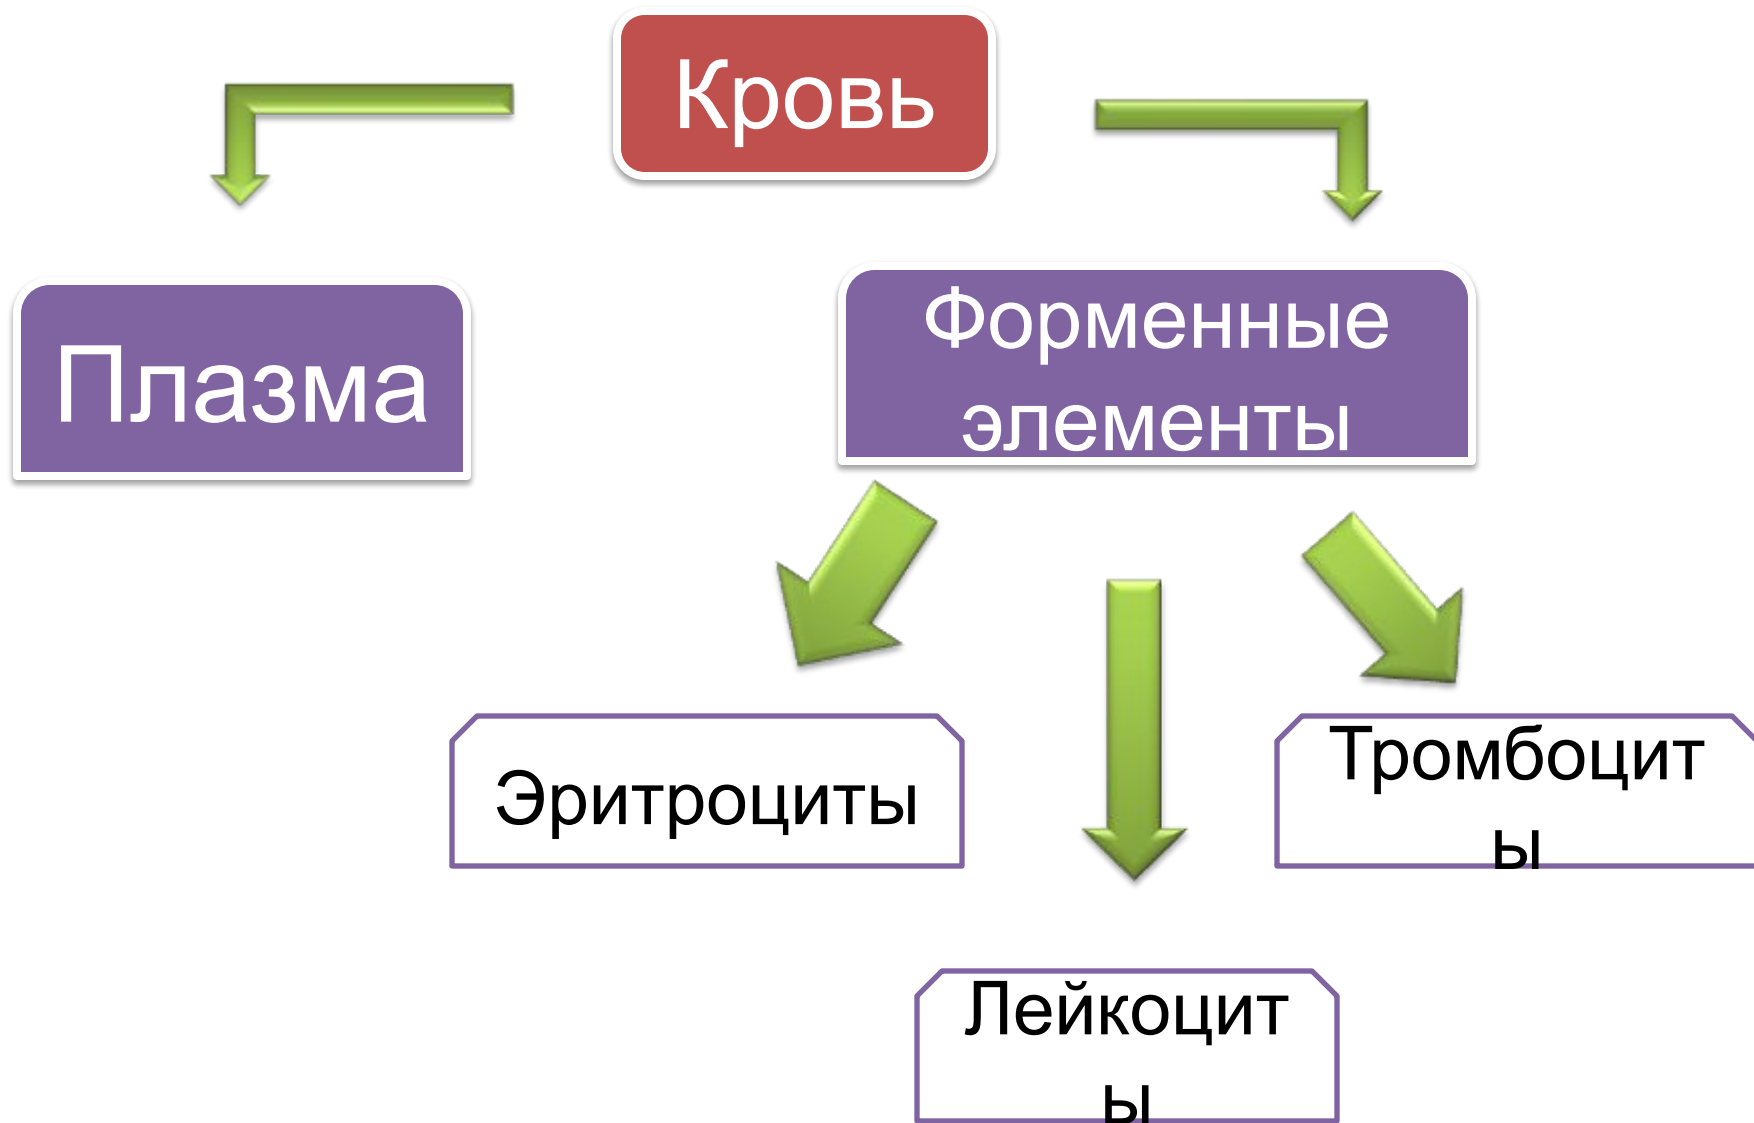 Кровь
Плазма
Форменные
элементы
Эритроциты
Тромбоцит
ы
Лейкоцит
ы